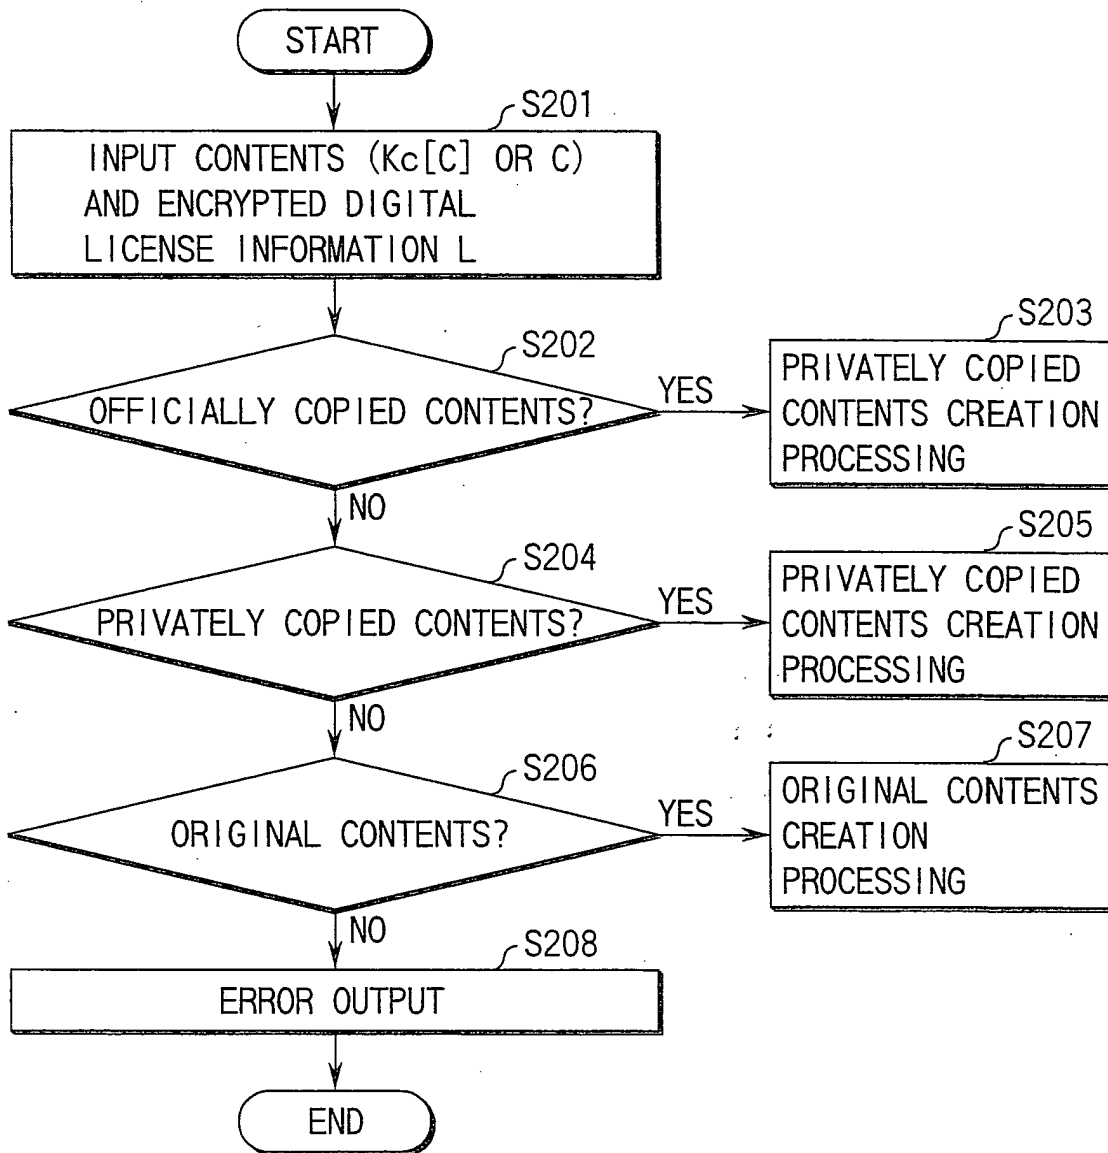 START
S201
INPUT CONTENTS (Kc[C] OR C)
AND ENCRYPTED DIGITAL
LICENSE INFORMATION L
S202
OFFICIALLY COPIED CONTENTS?
YES
S203
PRIVATELY COPIED
CONTENTS CREATION
PROCESSING
NO
S204
PRIVATELY COPIED CONTENTS?
YES
S205
PRIVATELY COPIED
CONTENTS CREATION
PROCESSING
NO
S206
ORIGINAL CONTENTS?
YES
S207
ORIGINAL CONTENTS
CREATION
PROCESSING
NO
S208
ERROR OUTPUT
END